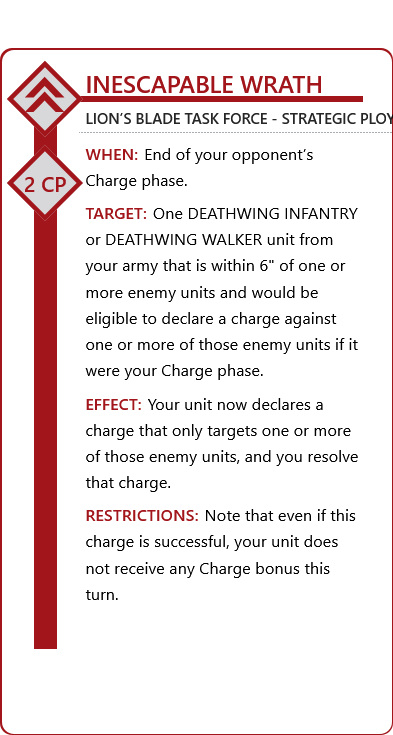 INESCAPABLE WRATH
LION’S BLADE TASK FORCE - STRATEGIC PLOY
2 CP
WHEN: End of your opponent’s
Charge phase.
TARGET: One DEATHWING INFANTRY
or DEATHWING WALKER unit from
your army that is within 6" of one or
more enemy units and would be
eligible to declare a charge against
one or more of those enemy units if it
were your Charge phase.
EFFECT: Your unit now declares a
charge that only targets one or more
of those enemy units, and you resolve
that charge.
RESTRICTIONS: Note that even if this
charge is successful, your unit does
not receive any Charge bonus this
turn.